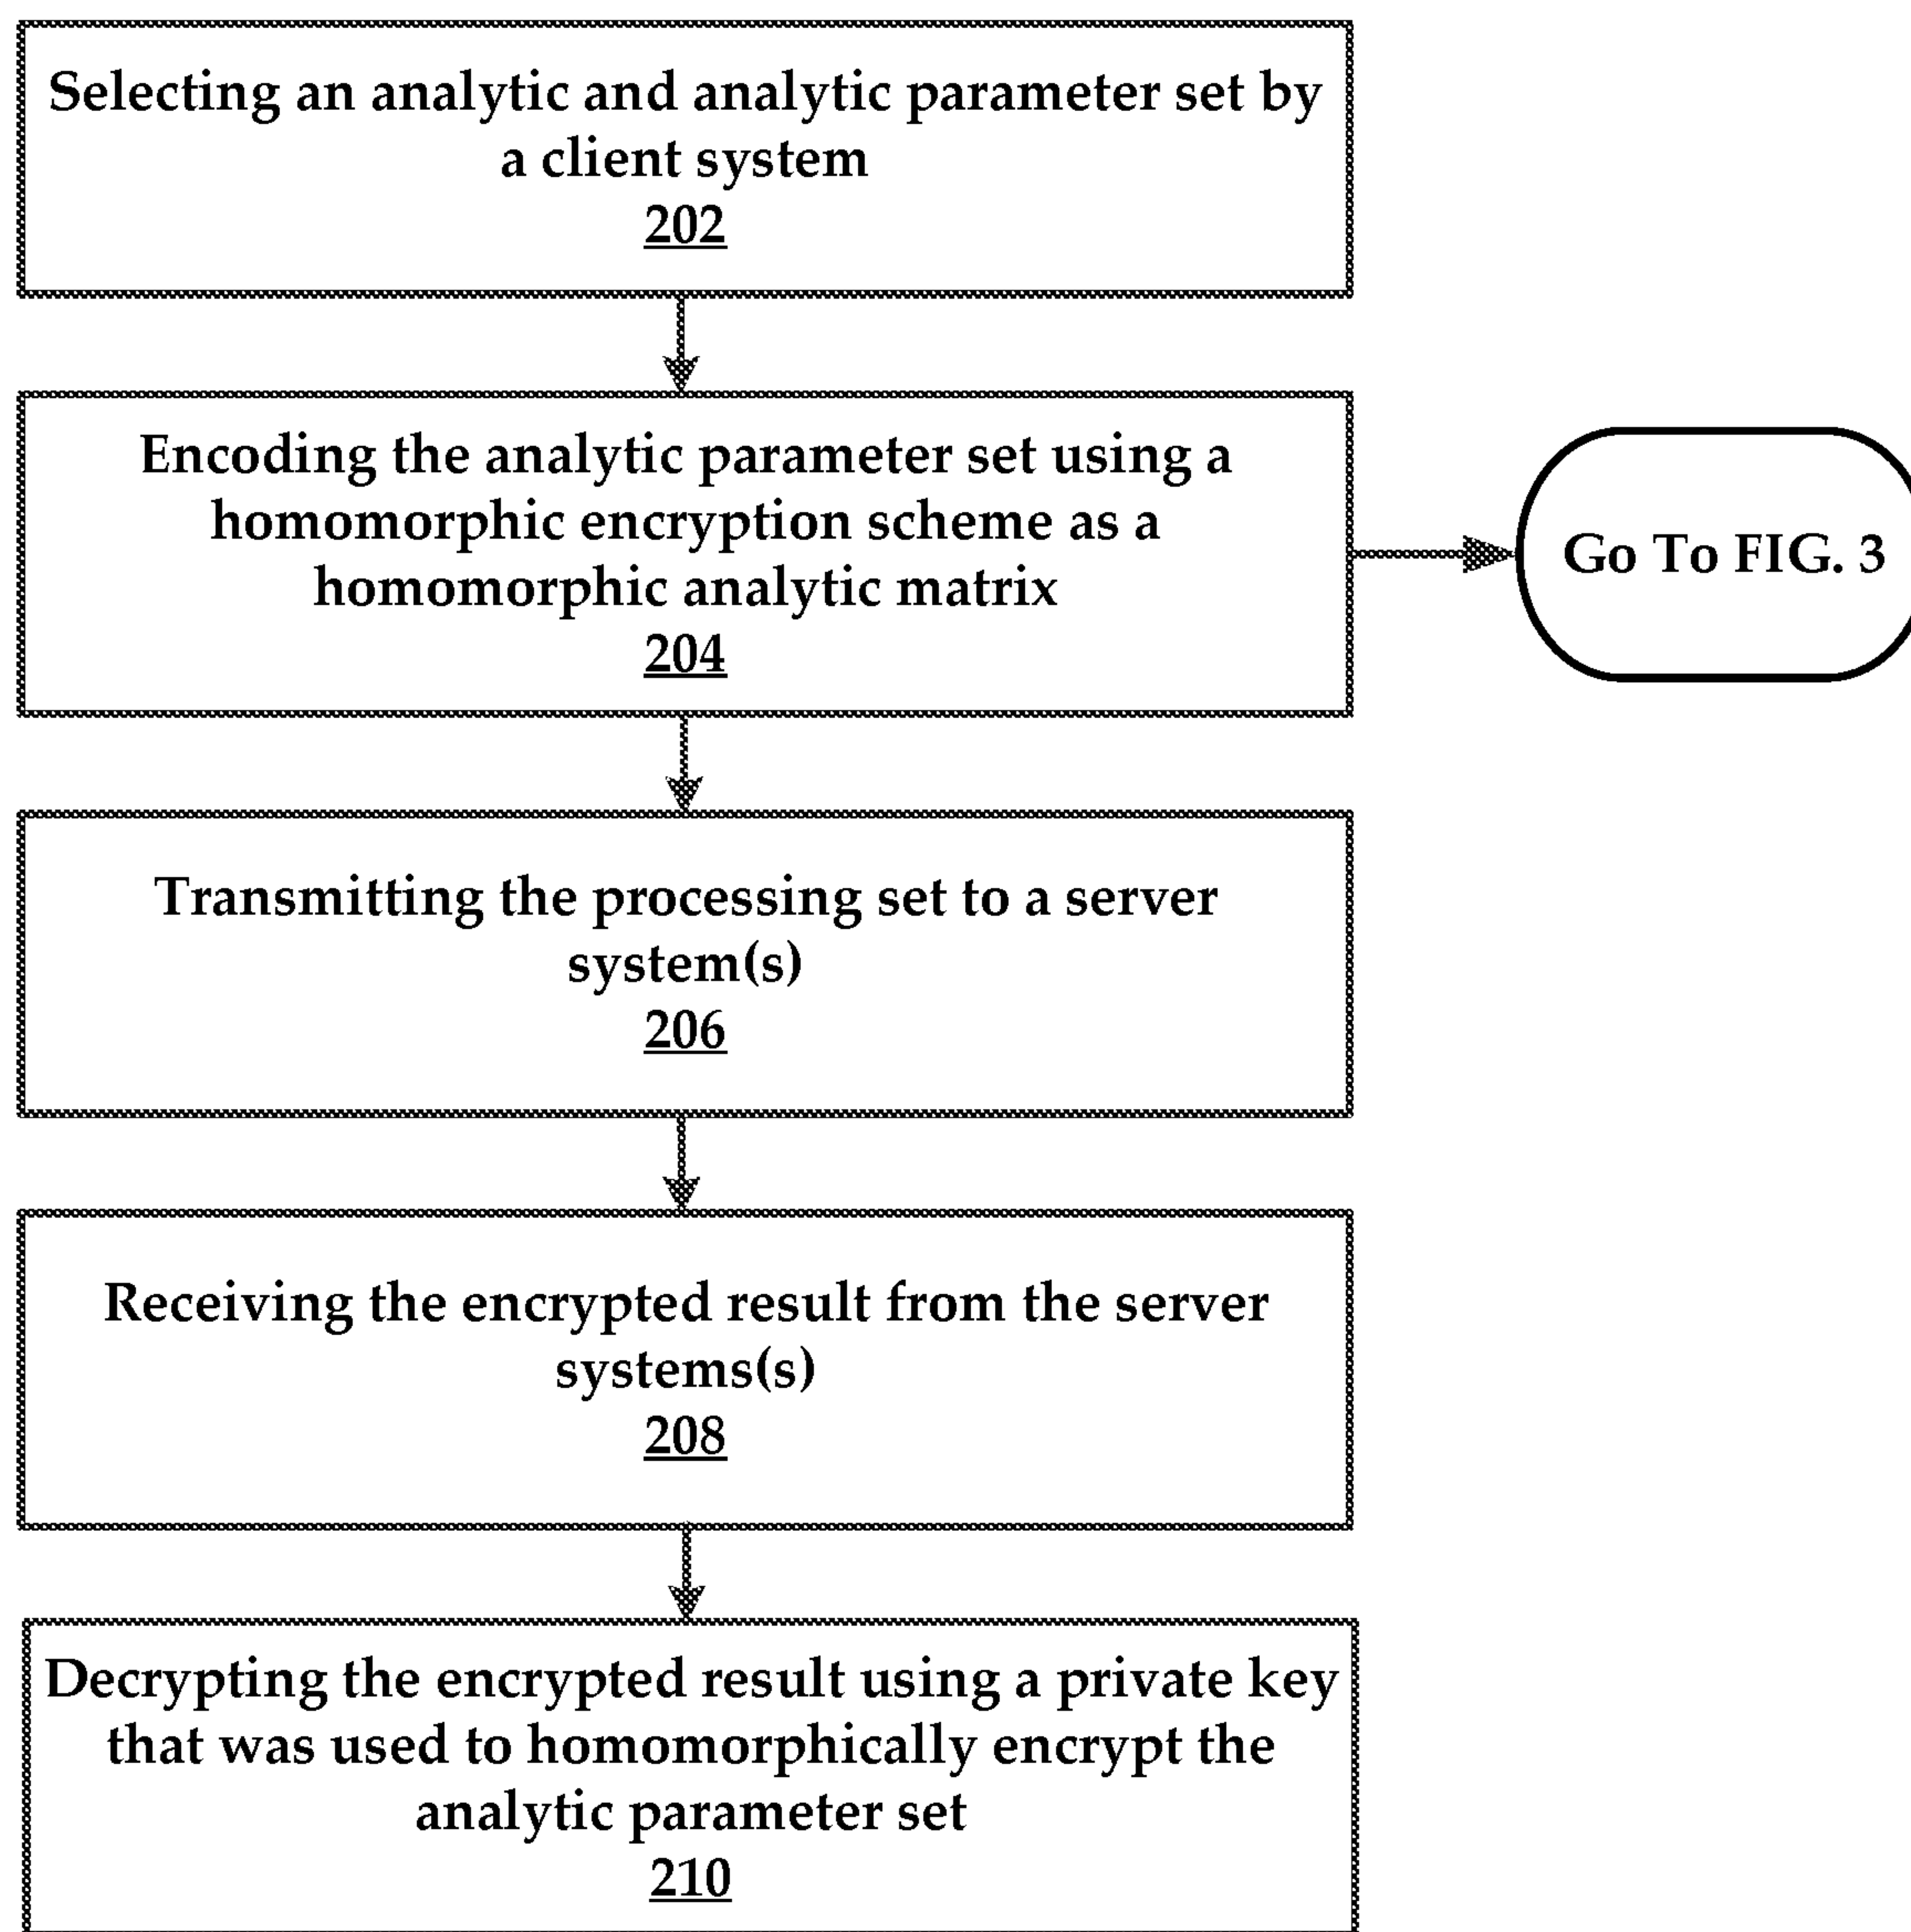 Selecting an analytic and analytic parameter set by
a client system
202
Encoding the analytic parameter set using a
homomorphic encryption scheme as a
homomorphic analytic matrix
204
Go To FIG. 3
Transmitting the processing set to a server
system(s)
206
Receiving the encrypted result from the server
systems(s)
208
Decrypting the encrypted result using a private key
that was used to homomorphically encrypt the
analytic parameter set
210